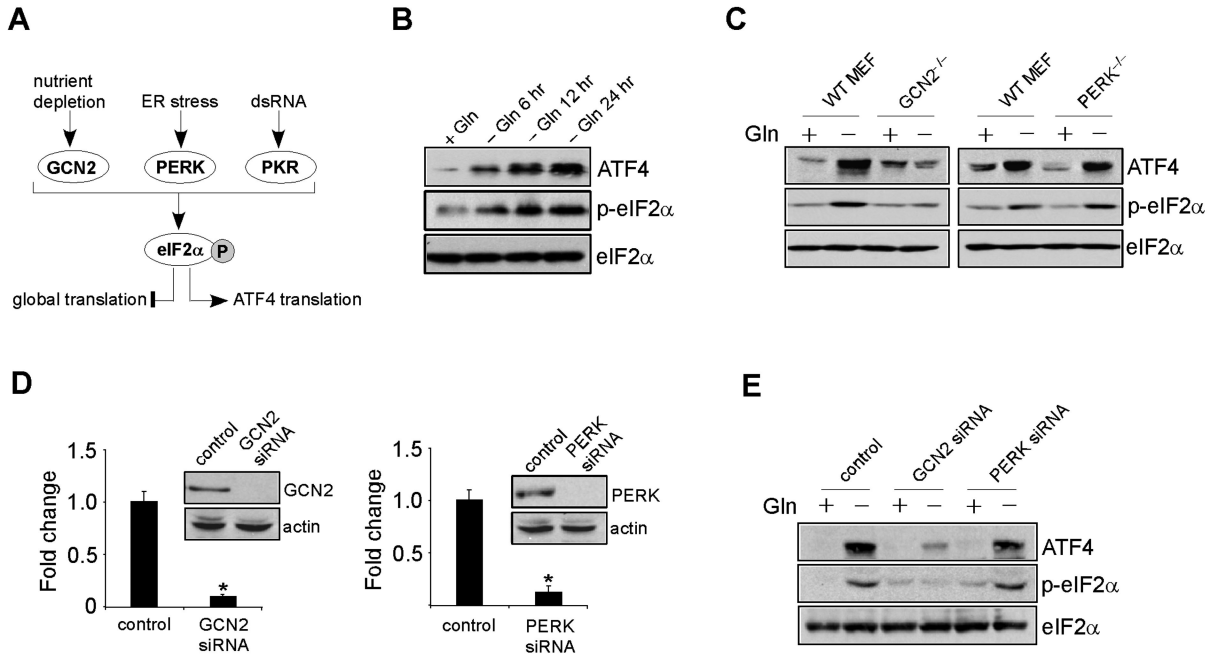 A
nutrient
depletion
ER stress
dsRNA
GCN2
PERK
PKR
eIF2α
P
global translation
ATF4 translation
B
+ Gln
– Gln 6 hr
– Gln 12 hr
– Gln 24 hr
ATF4
p-eIF2α
eIF2α
C
WT MEF
GCN2⁻/⁻
WT MEF
PERK⁻/⁻
Gln + – + – + – + –
ATF4
p-eIF2α
eIF2α
D
Fold change
1.5
1.0
0.5
0
control
GCN2
siRNA
GCN2
actin
*
control
GCN2
siRNA
Fold change
1.5
1.0
0.5
control
PERK
siRNA
PERK
actin
*
control
PERK
siRNA
E
control
GCN2 siRNA
PERK siRNA
Gln + – + – + –
ATF4
p-eIF2α
eIF2α